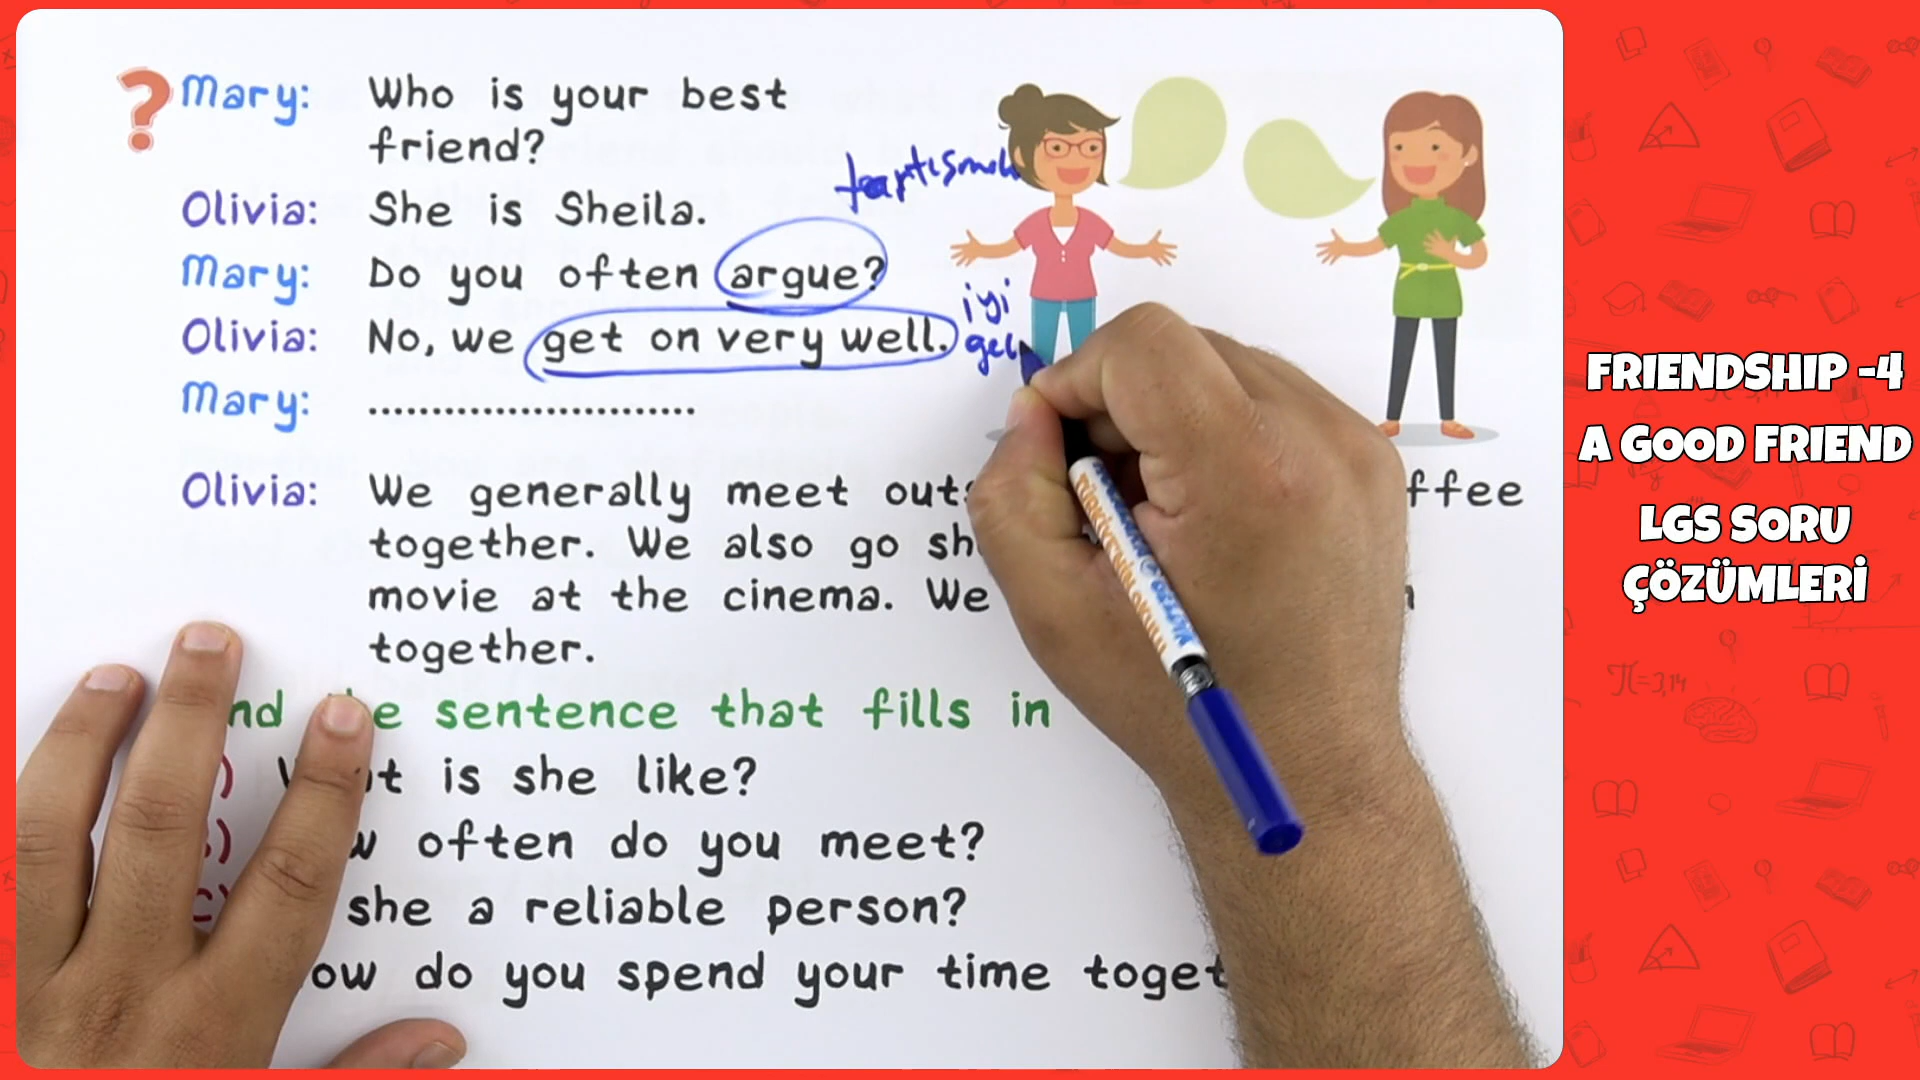 Mary: Who is your best
friend?
Olivia: She is Sheila.
Mary: Do you often argue?
tartışmak
Olivia: No, we get on very well.
iyi
gel
Mary: ..........................
Olivia: We generally meet outs ffee
together. We also go sh
movie at the cinema. We
together.
nd e sentence that fills in
t is she like?
B) w often do you meet?
C) she a reliable person?
ow do you spend your time toget
FRIENDSHIP -4
A GOOD FRIEND
LGS SORU
ÇÖZÜMLERİ